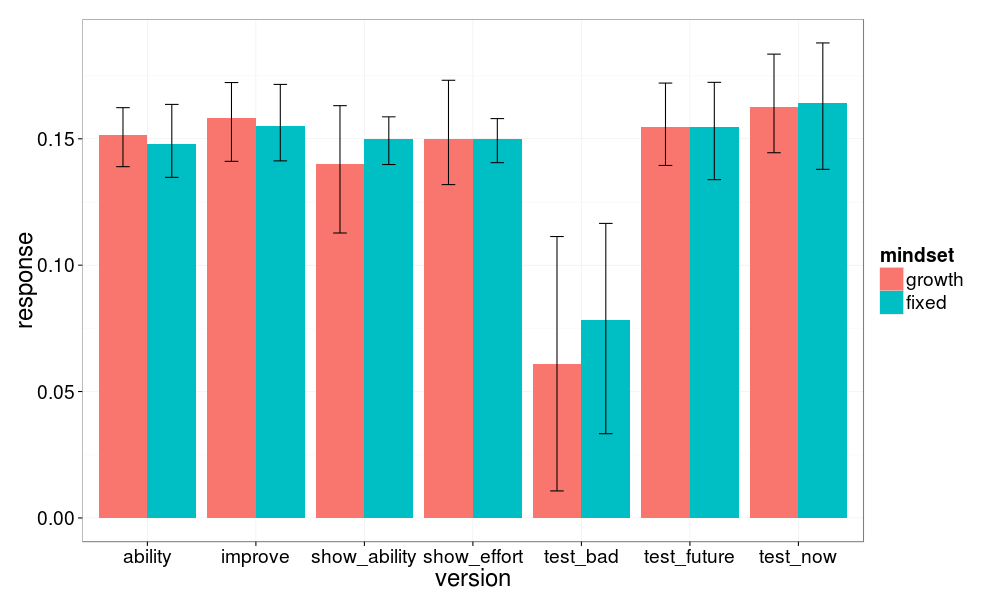 0.15
0.10
0.05
0.00
response
ability improve show_ability show_effort test_bad test_future test_now
version
mindset
growth
fixed